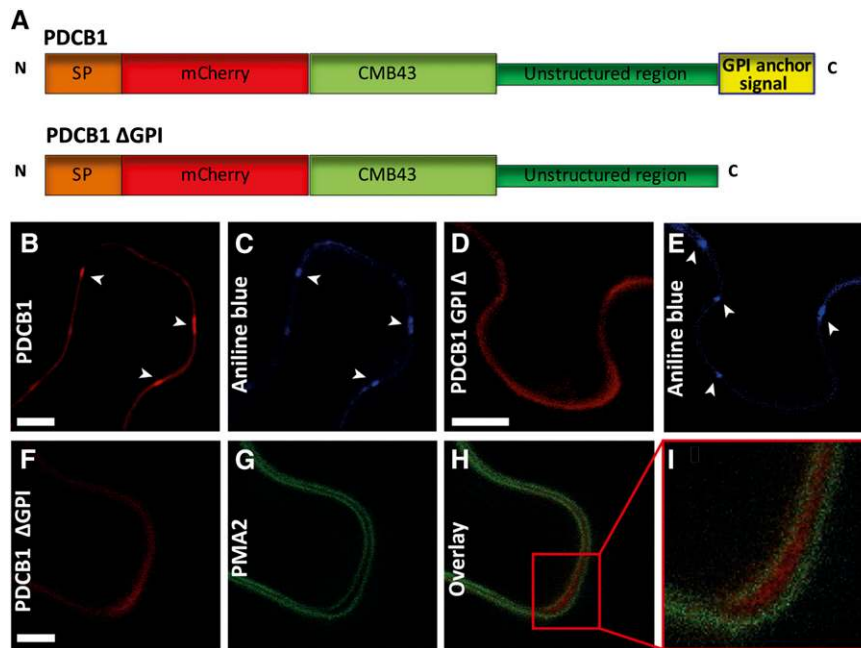 A
PDCB1
N SP mCherry CMB43 Unstructured region GPI anchor signal C
PDCB1 ΔGPI
N SP mCherry CMB43 Unstructured region C
B PDCB1
C Aniline blue
D PDCB1 GPI Δ
E Aniline blue
F PDCB1 ΔGPI
G PMA2
H Overlay
I